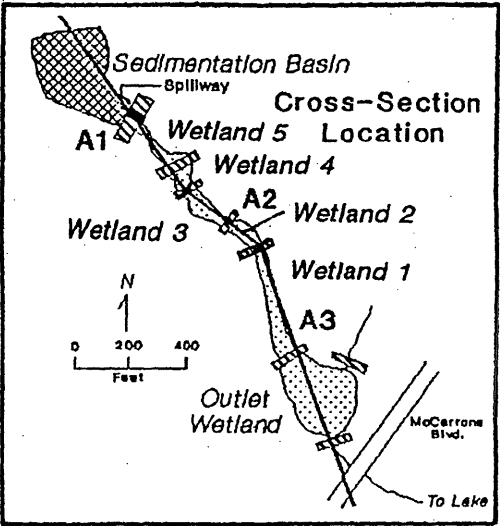 Sedimentation Basin
Spillway
Cross-Section
Location
A1
Wetland 5
Wetland 4
A2
Wetland 2
Wetland 3
Wetland 1
N
A3
0 200 400
Feet
Outlet
Wetland
McCarrons
Blvd.
To Lake